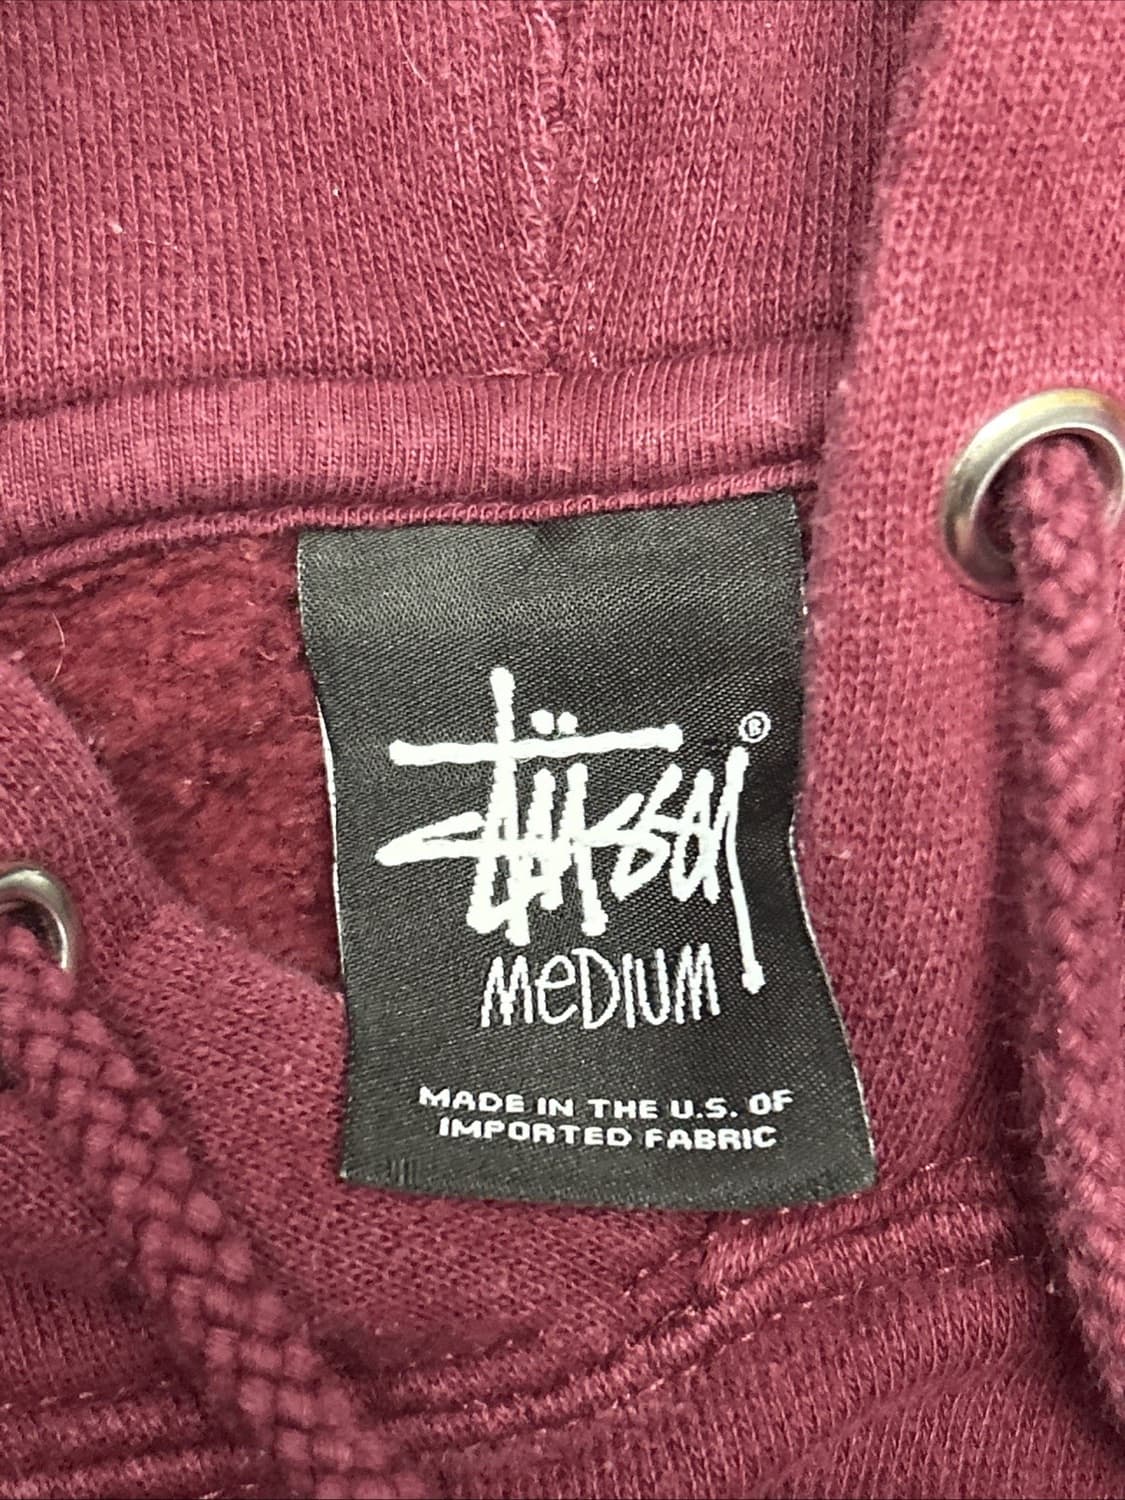 Stüssy®
MeDIUM
MADE IN THE U.S. OF
IMPORTED FABRIC